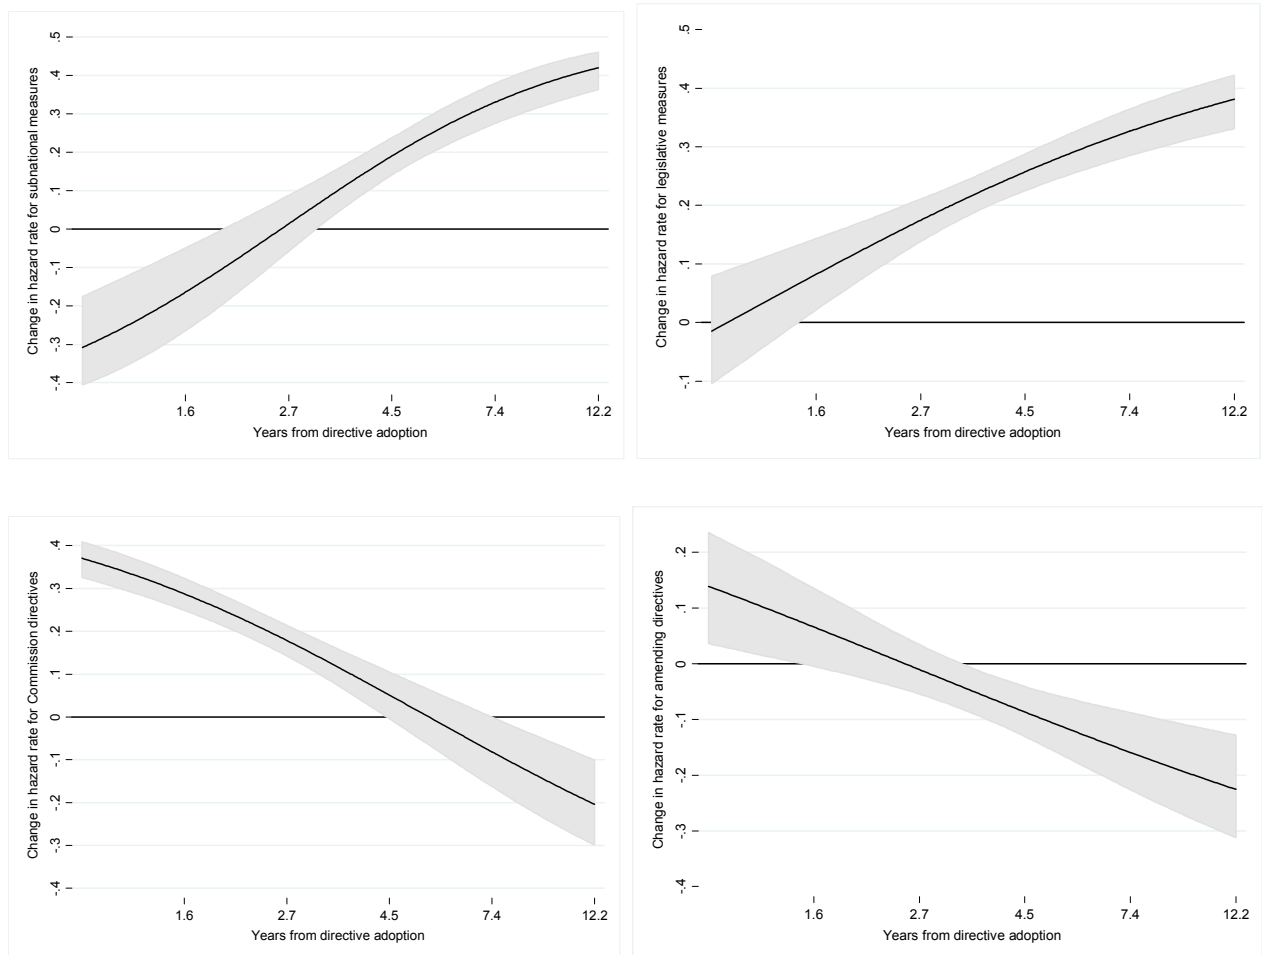 Change in hazard rate for subnational measures
.5
.4
.3
.2
.1
0
-.1
-.2
-.3
-.4
1.6 2.7 4.5 7.4 12.2
Years from directive adoption
Change in hazard rate for legislative measures
.5
.4
.3
.2
.1
0
-.1
1.6 2.7 4.5 7.4 12.2
Years from directive adoption
Change in hazard rate for Commission directives
.4
.3
.2
.1
0
-.1
-.2
-.3
-.4
1.6 2.7 4.5 7.4 12.2
Years from directive adoption
Change in hazard rate for amending directives
.2
.1
0
-.1
-.2
-.3
-.4
1.6 2.7 4.5 7.4 12.2
Years from directive adoption